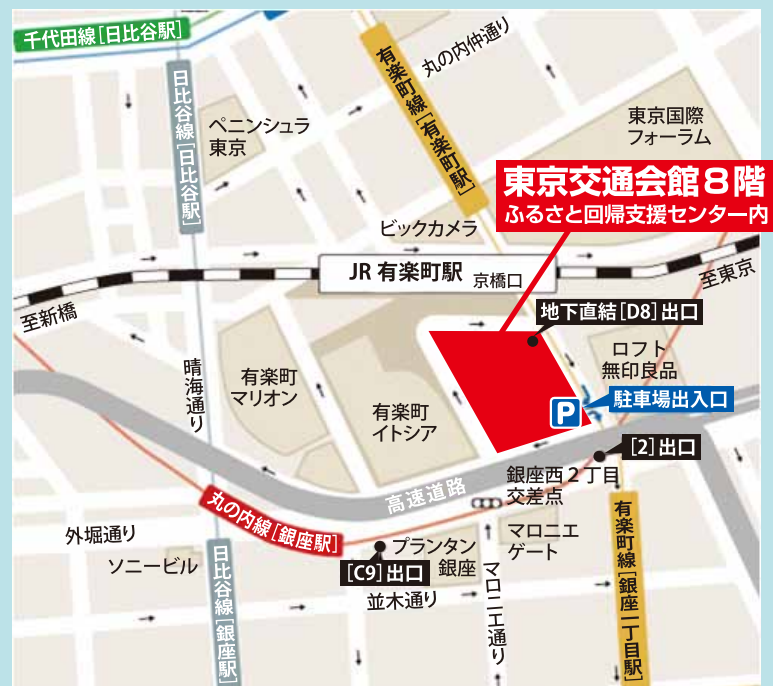 千代田線[日比谷駅]
日比谷線[日比谷駅]
ペニンシュラ
東京
有楽町線[有楽町駅]
丸の内仲通り
東京国際
フォーラム
東京交通会館8階
ふるさと回帰支援センター内
ビックカメラ
JR 有楽町駅
京橋口
至東京
至新橋
地下直結[D8]出口
ロフト
無印良品
P
駐車場出入口
晴海通り
有楽町
マリオン
有楽町
イトシア
[2]出口
高速道路
銀座西2丁目
交差点
丸の内線[銀座駅]
外堀通り
ソニービル
日比谷線[銀座駅]
プランタン
銀座
[C9]出口
並木通り
マロニエ
ゲート
マロニエ通り
有楽町線[銀座一丁目駅]